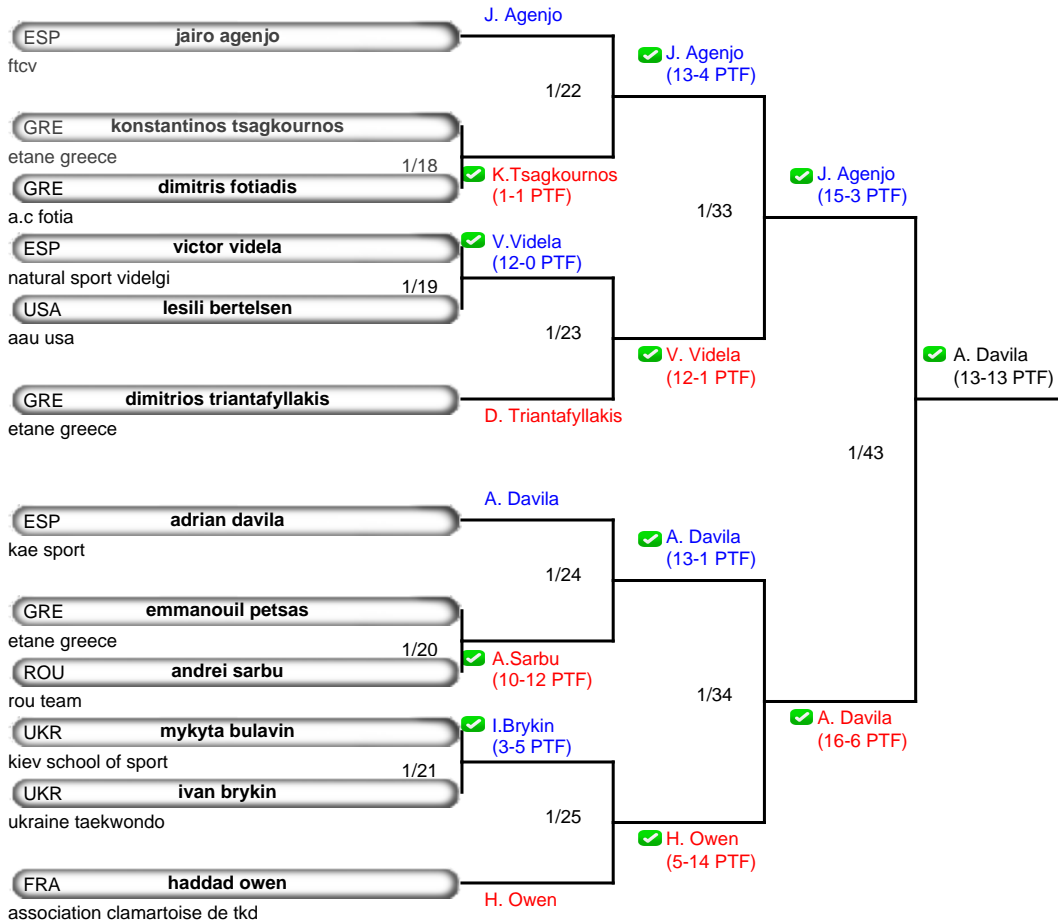 J. Agenjo
ESP jairo agenjo
ftcv
J. Agenjo
(13-4 PTF)
1/22
GRE konstantinos tsagkournos
etane greece
1/18
K.Tsagkournos
(1-1 PTF)
GRE dimitris fotiadis
a.c fotia
J. Agenjo
(15-3 PTF)
1/33
ESP victor videla
natural sport videlgi
V.Videla
(12-0 PTF)
1/19
USA lesili bertelsen
aau usa
1/23
V. Videla
(12-1 PTF)
A. Davila
(13-13 PTF)
GRE dimitrios triantafyllakis
etane greece
D. Triantafyllakis
1/43
A. Davila
ESP adrian davila
kae sport
A. Davila
(13-1 PTF)
1/24
GRE emmanouil petsas
etane greece
1/20
A.Sarbu
(10-12 PTF)
ROU andrei sarbu
rou team
1/34
A. Davila
(16-6 PTF)
UKR mykyta bulavin
kiev school of sport
I.Brykin
(3-5 PTF)
1/21
UKR ivan brykin
ukraine taekwondo
1/25
H. Owen
(5-14 PTF)
FRA haddad owen
association clamartoise de tkd
H. Owen